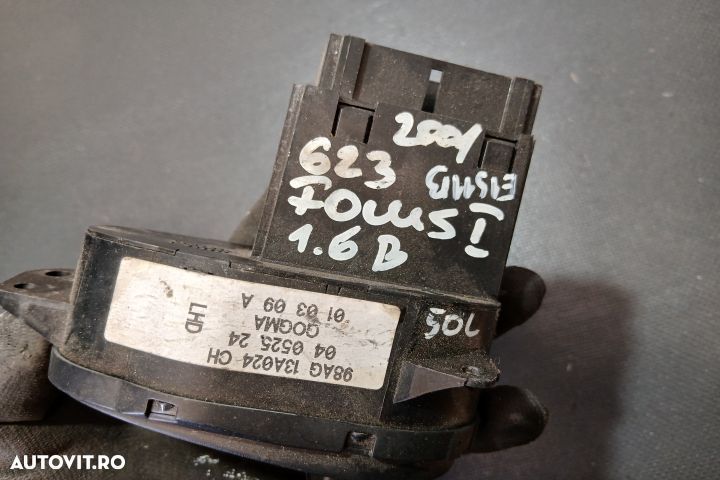 2001
623
E1SM13
FOCUS I
1.6 B
705
98AG 13A024 CH
04 0525 24
GOGMA
01 03 09 A
LHD
AUTOVIT.RO